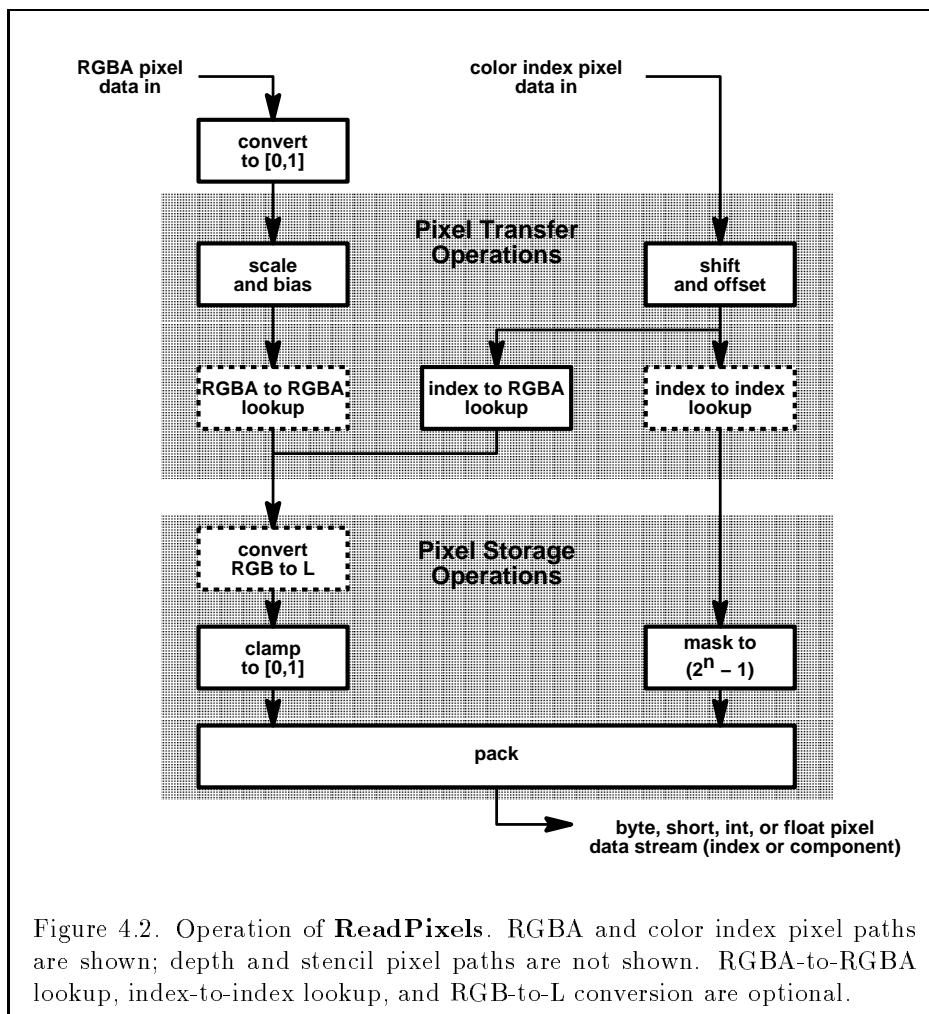 RGBA pixel
data in
color index pixel
data in
convert
to [0,1]
Pixel Transfer
Operations
scale
and bias
shift
and offset
RGBA to RGBA
lookup
index to RGBA
lookup
index to index
lookup
convert
RGB to L
Pixel Storage
Operations
clamp
to [0,1]
mask to
(2^n – 1)
pack
byte, short, int, or float pixel
data stream (index or component)
Figure 4.2. Operation of ReadPixels. RGBA and color index pixel paths
are shown; depth and stencil pixel paths are not shown. RGBA-to-RGBA
lookup, index-to-index lookup, and RGB-to-L conversion are optional.